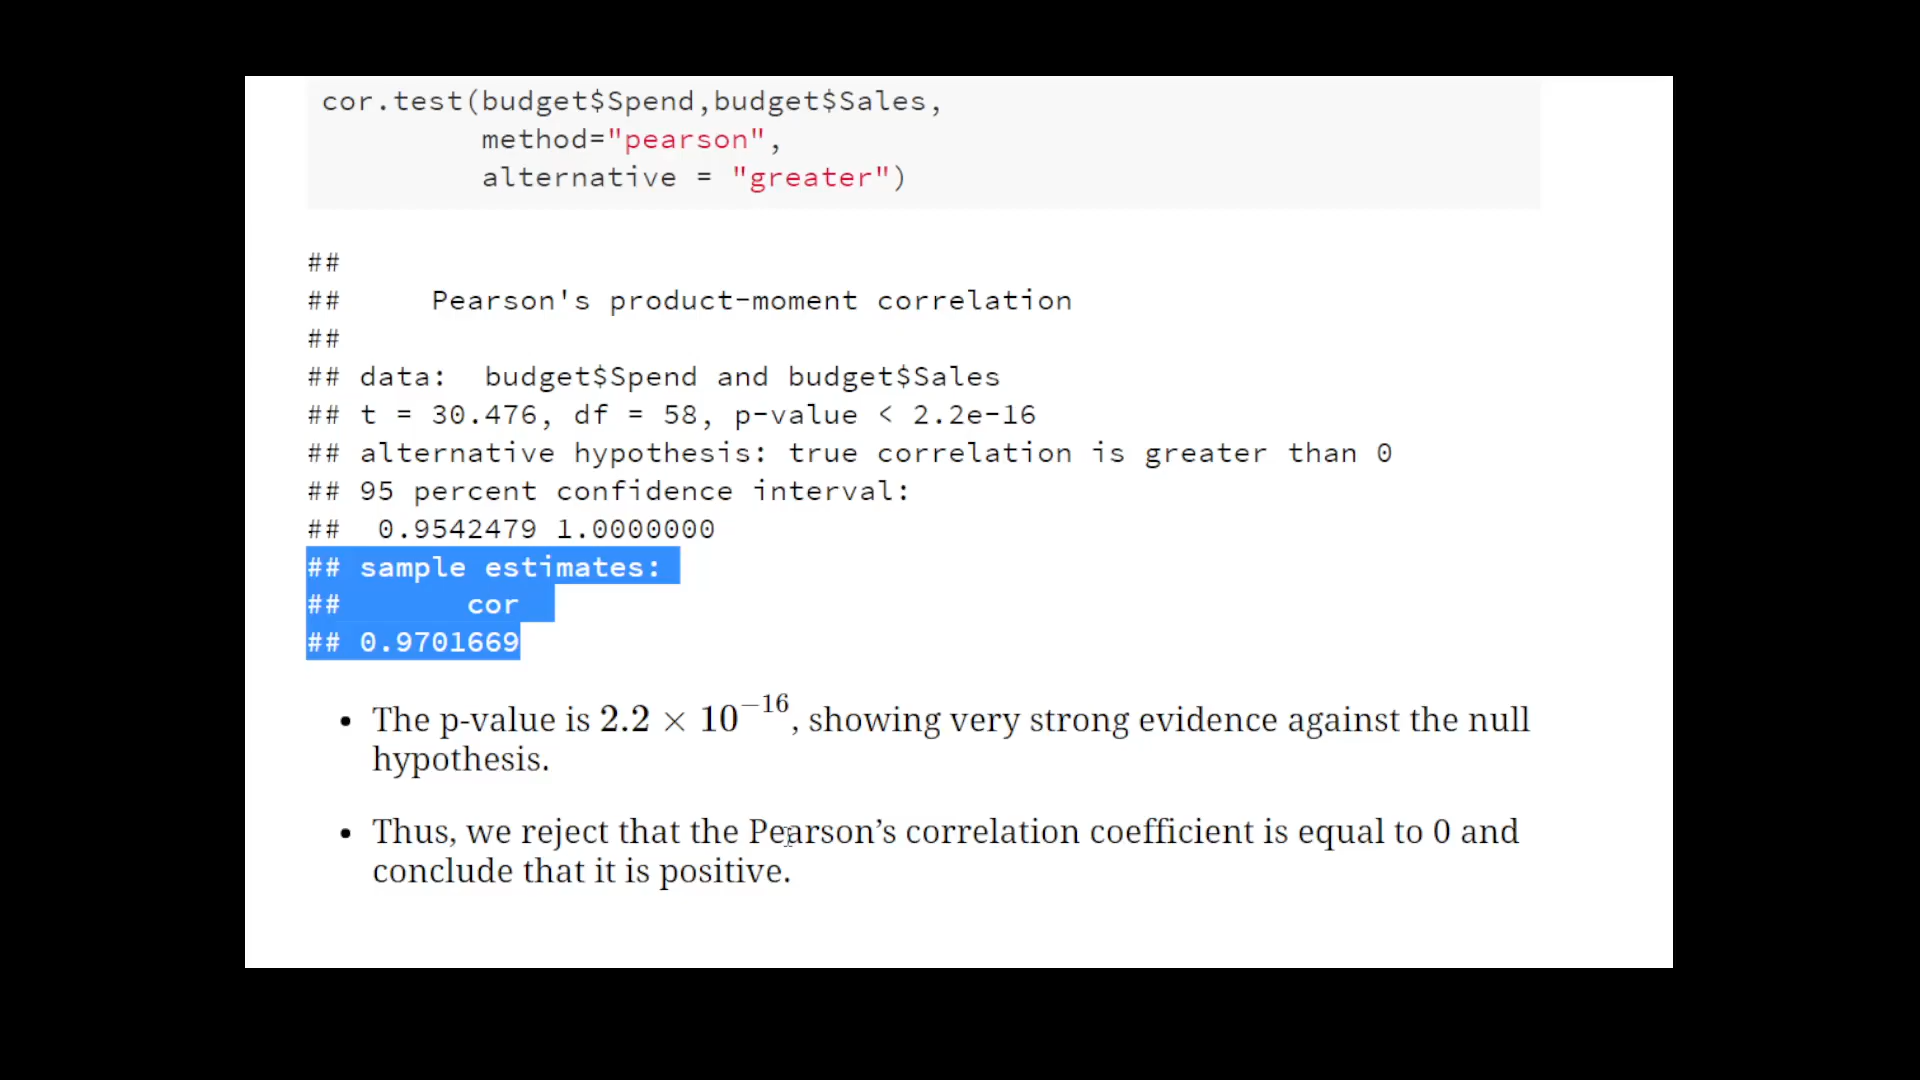 cor.test(budget$Spend,budget$Sales,
method="pearson",
alternative = "greater")
##
## Pearson's product-moment correlation
##
## data:  budget$Spend and budget$Sales
## t = 30.476, df = 58, p-value < 2.2e-16
## alternative hypothesis: true correlation is greater than 0
## 95 percent confidence interval:
##  0.9542479 1.0000000
## sample estimates:
##       cor
## 0.9701669
• The p-value is 2.2 × 10⁻¹⁶, showing very strong evidence against the null
hypothesis.
• Thus, we reject that the Pearson’s correlation coefficient is equal to 0 and
conclude that it is positive.